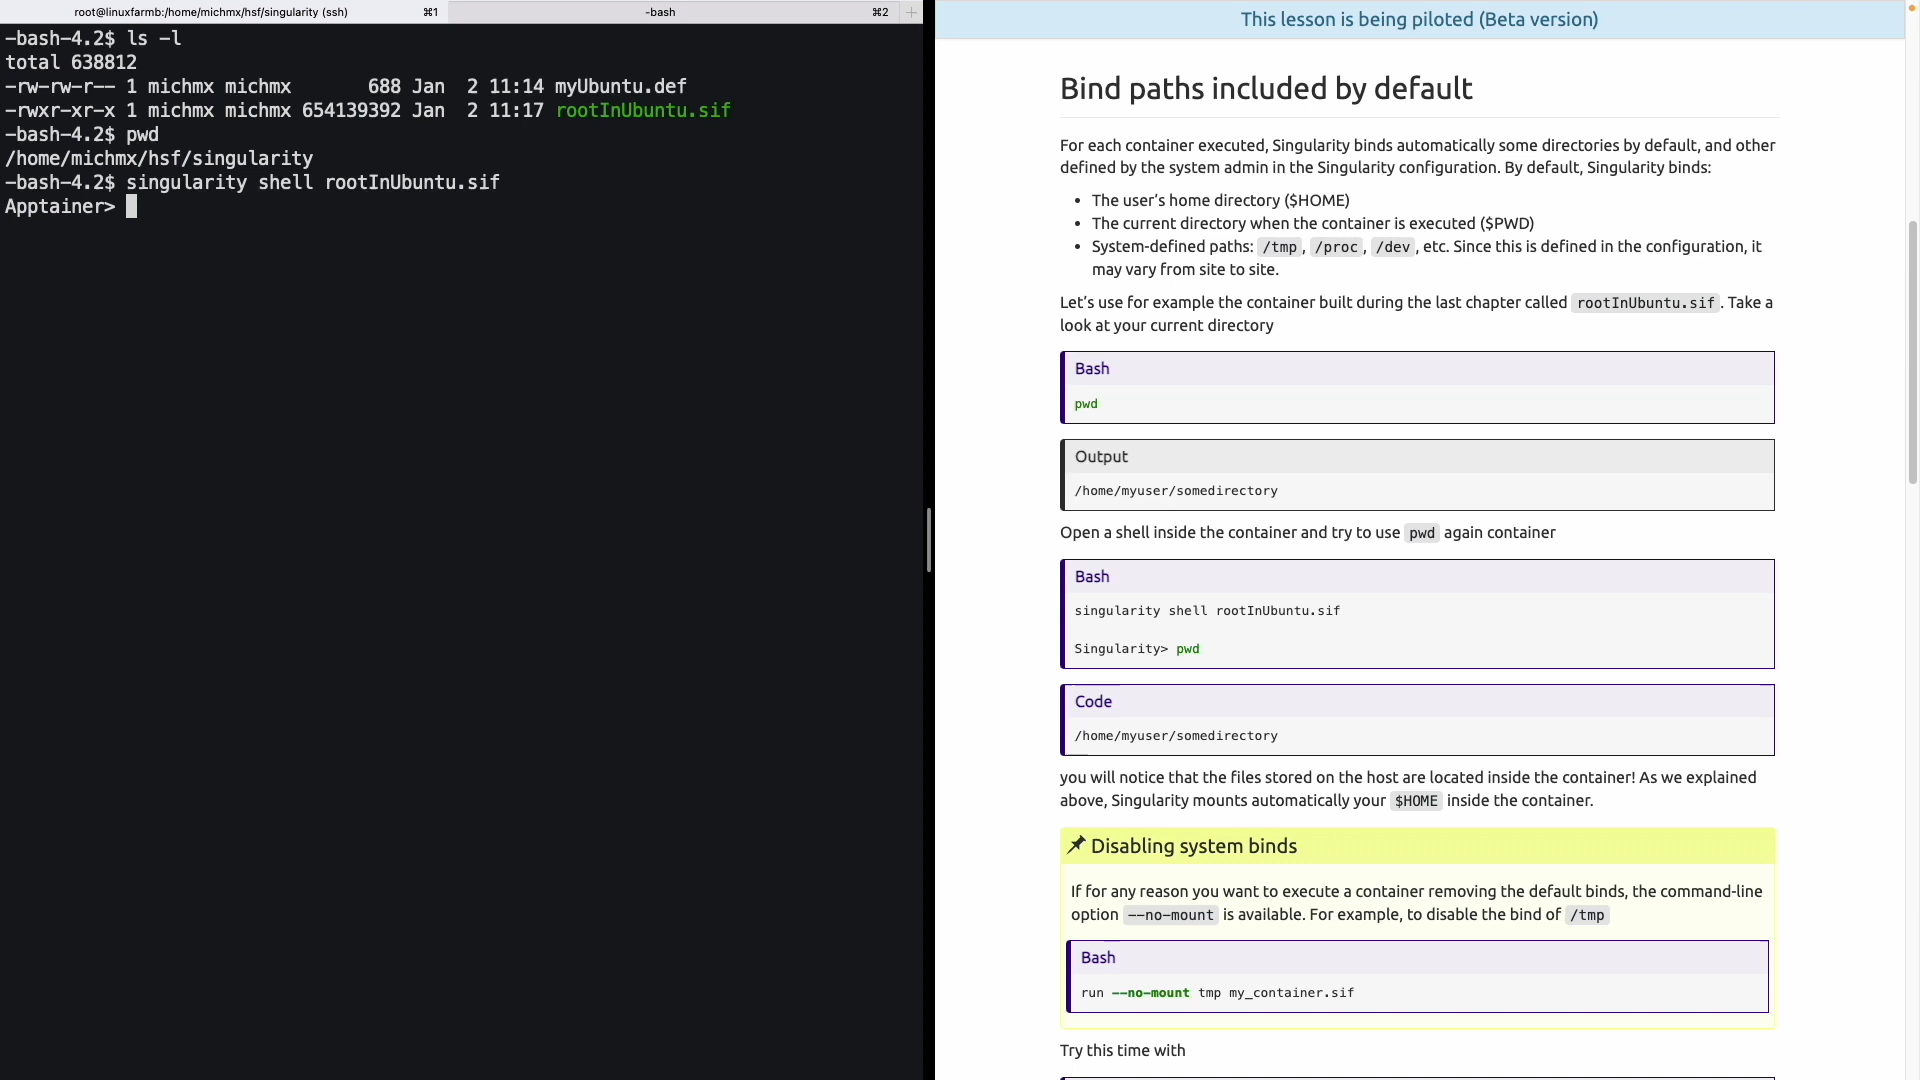 root@linuxfarmb:/home/michmx/hsf/singularity (ssh) ⌘1 -bash ⌘2 +
-bash-4.2$ ls -l
total 638812
-rw-rw-r-- 1 michmx michmx       688 Jan  2 11:14 myUbuntu.def
-rwxr-xr-x 1 michmx michmx 654139392 Jan  2 11:17 rootInUbuntu.sif
-bash-4.2$ pwd
/home/michmx/hsf/singularity
-bash-4.2$ singularity shell rootInUbuntu.sif
Apptainer>
This lesson is being piloted (Beta version)
Bind paths included by default
For each container executed, Singularity binds automatically some directories by default, and other
defined by the system admin in the Singularity configuration. By default, Singularity binds:
• The user's home directory ($HOME)
• The current directory when the container is executed ($PWD)
• System-defined paths: /tmp, /proc, /dev, etc. Since this is defined in the configuration, it
may vary from site to site.
Let's use for example the container built during the last chapter called rootInUbuntu.sif. Take a
look at your current directory
Bash
pwd
Output
/home/myuser/somedirectory
Open a shell inside the container and try to use pwd again container
Bash
singularity shell rootInUbuntu.sif
Singularity> pwd
Code
/home/myuser/somedirectory
you will notice that the files stored on the host are located inside the container! As we explained
above, Singularity mounts automatically your $HOME inside the container.
Disabling system binds
If for any reason you want to execute a container removing the default binds, the command-line
option --no-mount is available. For example, to disable the bind of /tmp
Bash
run --no-mount tmp my_container.sif
Try this time with